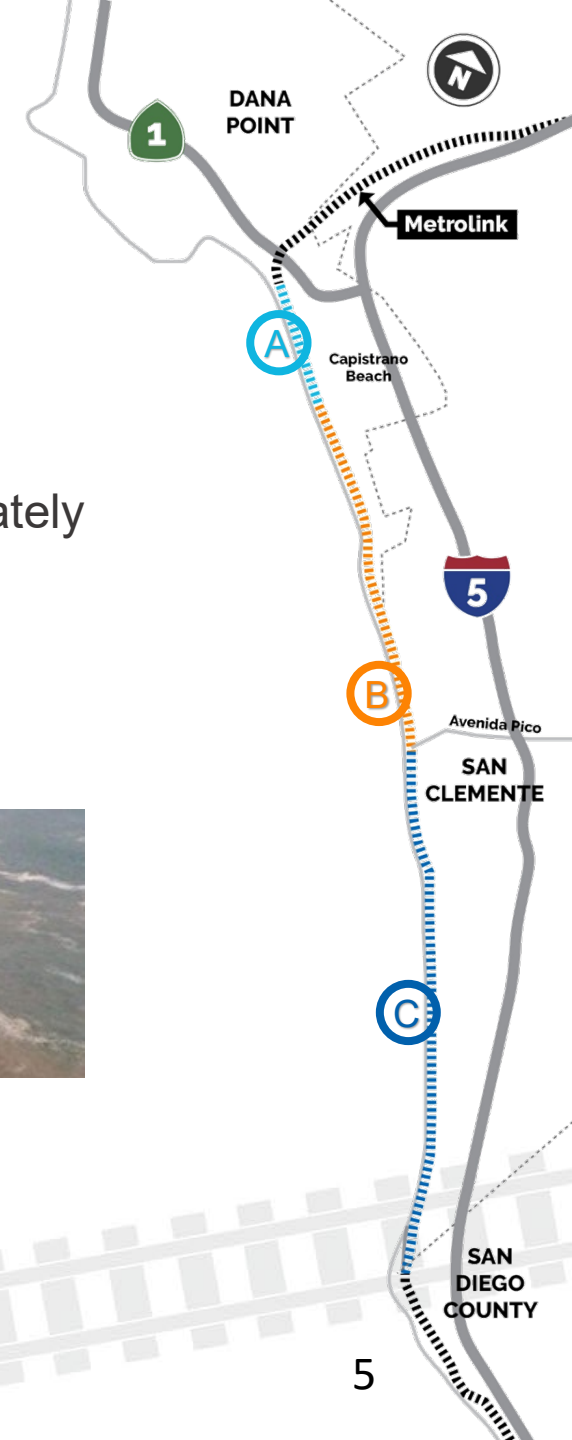 N
DANA
POINT
1
Metrolink
A
Capistrano
Beach
ately
5
B
Avenida Pico
SAN
CLEMENTE
C
SAN
DIEGO
COUNTY
5